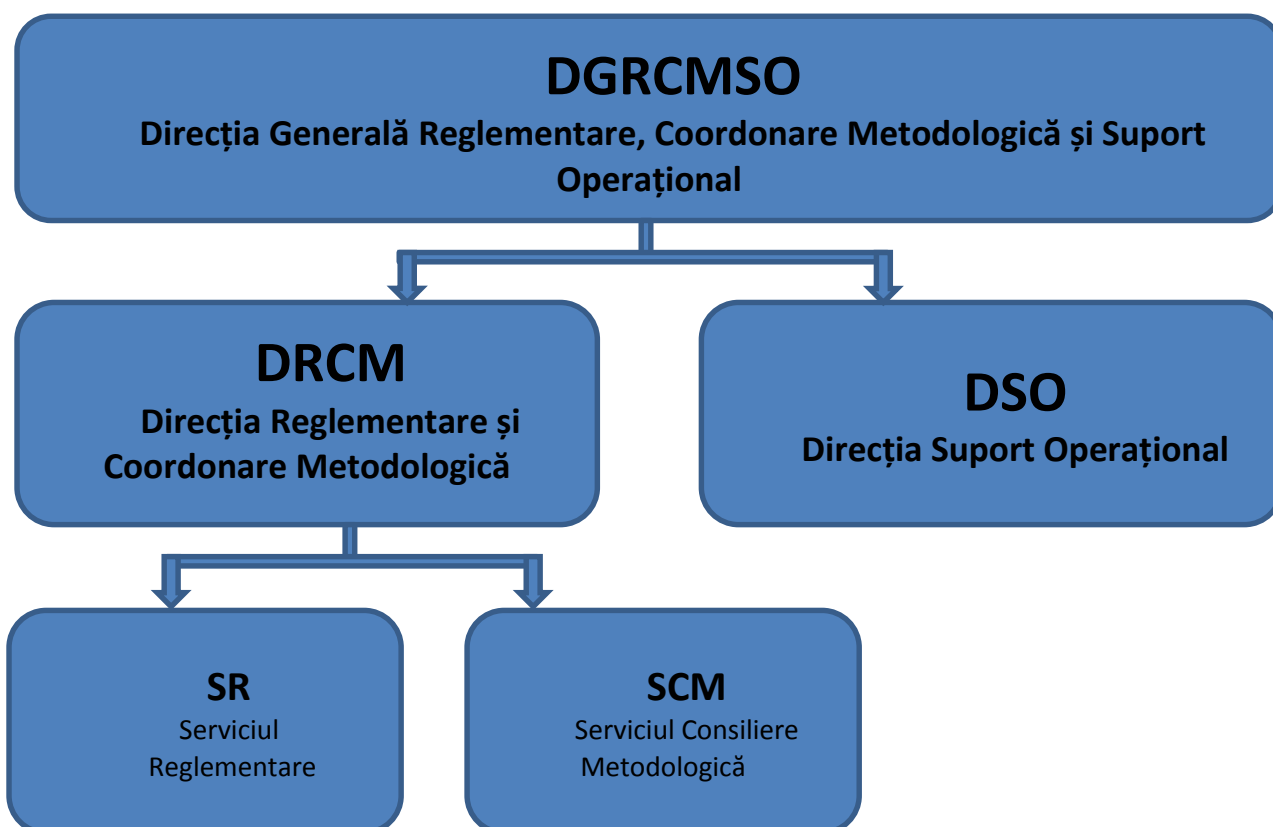 DGRCMSO
Direcția Generală Reglementare, Coordonare Metodologică și Suport
Operațional
DRCM
Direcția Reglementare și
Coordonare Metodologică
DSO
Direcția Suport Operațional
SR
Serviciul
Reglementare
SCM
Serviciul Consiliere
Metodologică